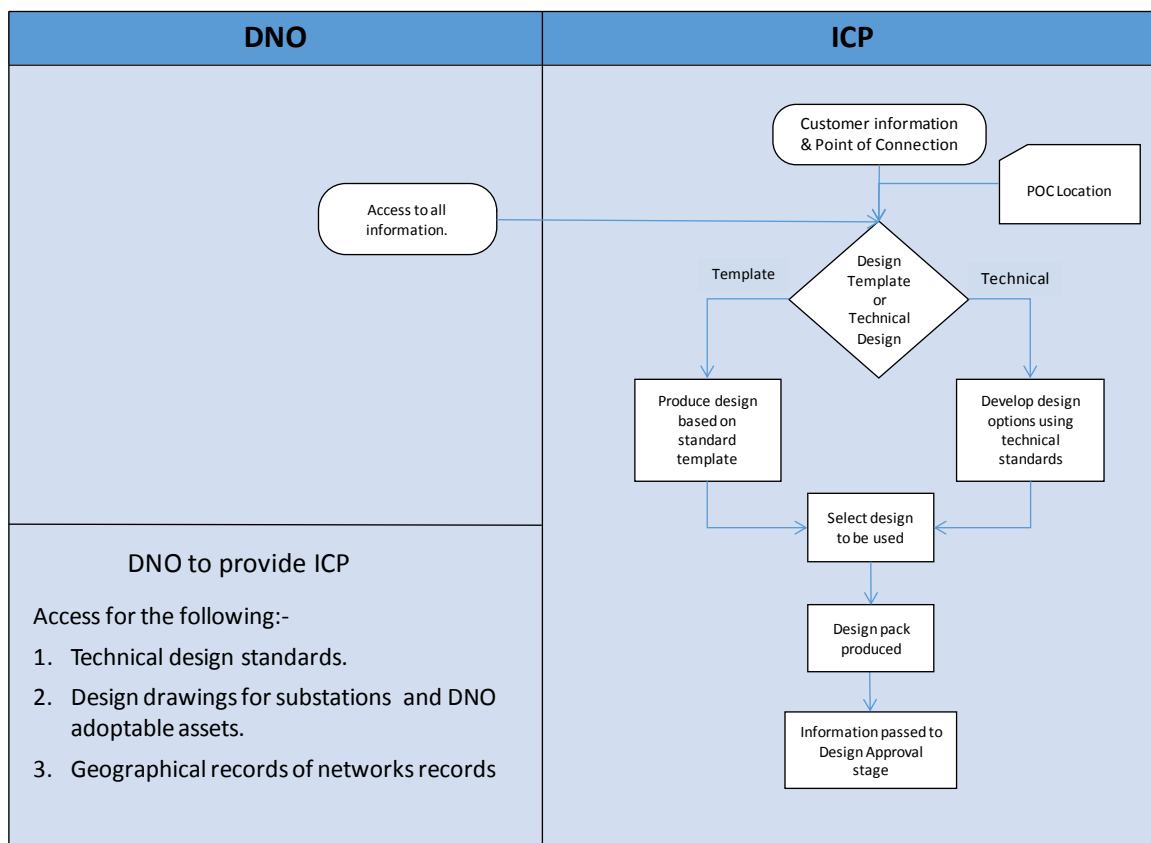 DNO
ICP
Customer information
& Point of Connection
POC Location
Access to all
information.
Design
Template
or
Technical
Design
Template
Technical
Produce design
based on
standard
template
Develop design
options using
technical
standards
Select design
to be used
Design pack
produced
Information passed to
Design Approval
stage
DNO to provide ICP
Access for the following:-
1. Technical design standards.
2. Design drawings for substations and DNO
adoptable assets.
3. Geographical records of networks records